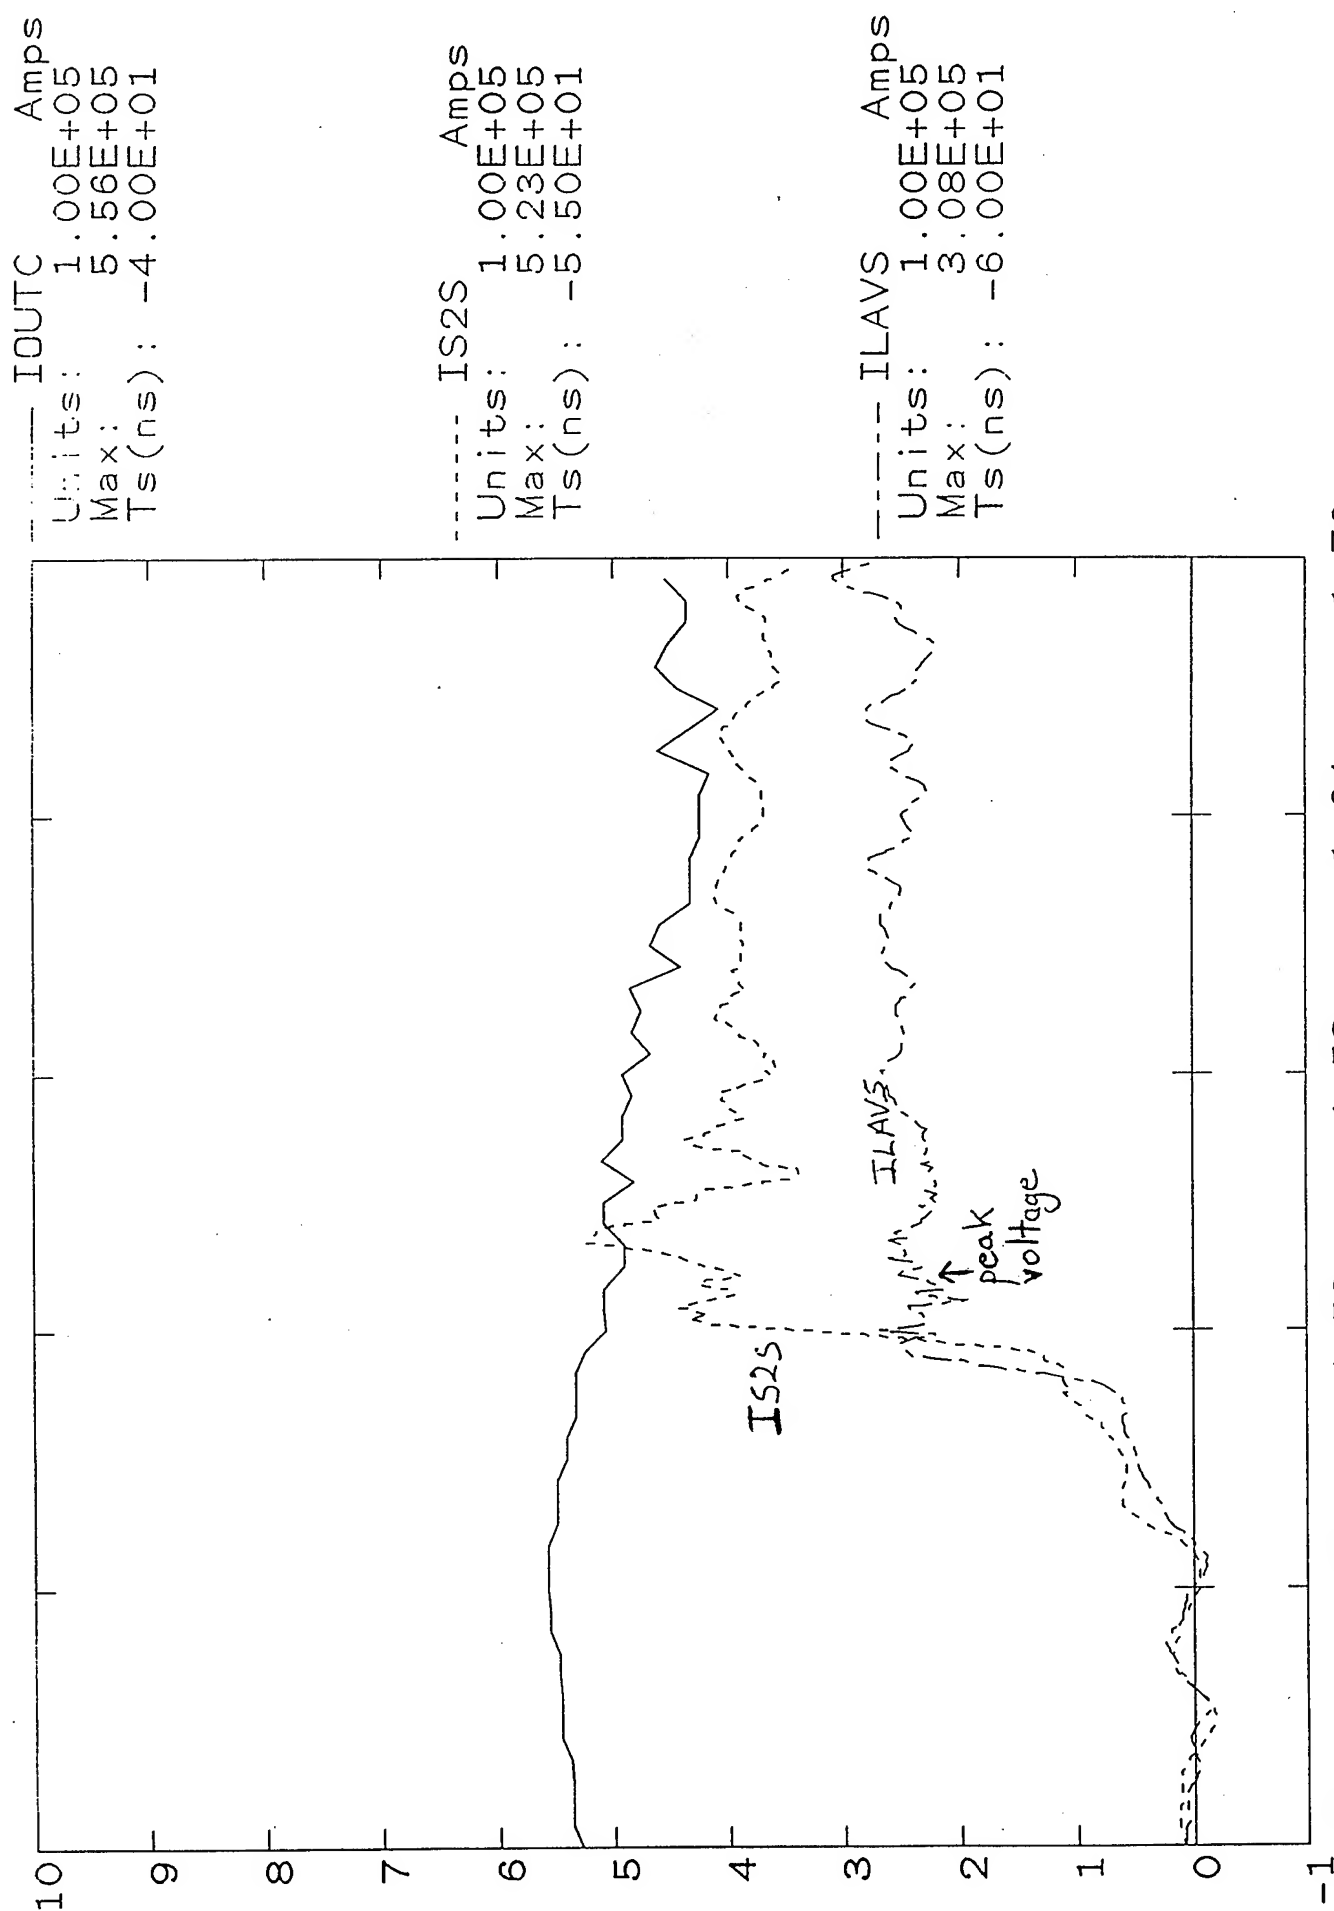 ——— IOUTC Amps
Units: 1.00E+05
Max: 5.56E+05
Ts(ns): -4.00E+01
------ IS2S Amps
Units: 1.00E+05
Max: 5.23E+05
Ts(ns): -5.50E+01
—-—-- ILAVS Amps
Units: 1.00E+05
Max: 3.08E+05
Ts(ns): -6.00E+01
10
9
8
7
6
5
4
3
2
1
0
-1
IS2S
ILAVS
peak
voltage